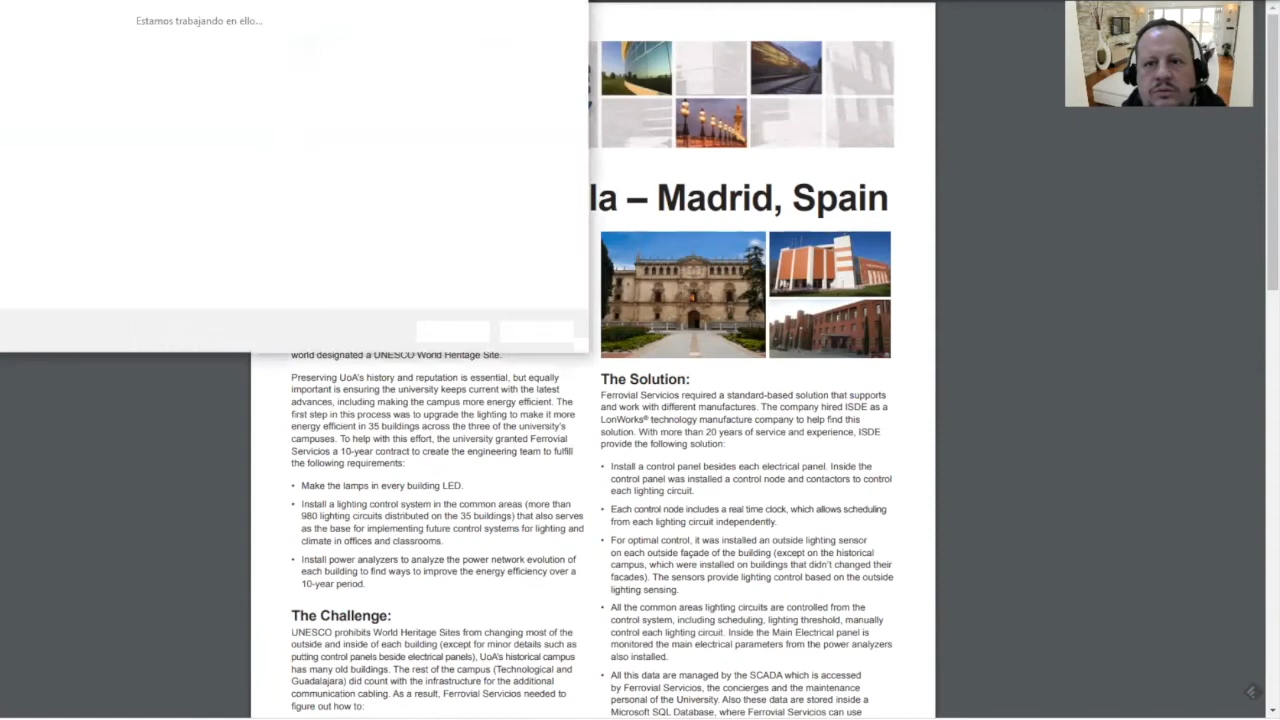 Estamos trabajando en ello...
la – Madrid, Spain
world designated a UNESCO World Heritage Site.
Preserving UoA's history and reputation is essential, but equally
important is ensuring the university keeps current with the latest
advances, including making the campus more energy efficient. The
first step in this process was to upgrade the lighting to make it more
energy efficient in 35 buildings across the three of the university's
campuses. To help with this effort, the university granted Ferrovial
Servicios a 10-year contract to create the engineering team to fulfill
the following requirements:
• Make the lamps in every building LED.
• Install a lighting control system in the common areas (more than
980 lighting circuits distributed on the 35 buildings) that also serves
as the base for implementing future control systems for lighting and
climate in offices and classrooms.
• Install power analyzers to analyze the power network evolution of
each building to find ways to improve the energy efficiency over a
10-year period.
The Challenge:
UNESCO prohibits World Heritage Sites from changing most of the
outside and inside of each building (except for minor details such as
putting control panels beside electrical panels), UoA's historical campus
has many old buildings. The rest of the campus (Technological and
Guadalajara) did count with the infrastructure for the additional
communication cabling. As a result, Ferrovial Servicios needed to
figure out how to:
The Solution:
Ferrovial Servicios required a standard-based solution that supports
and work with different manufactures. The company hired ISDE as a
LonWorks® technology manufacture company to help find this
solution. With more than 20 years of service and experience, ISDE
provide the following solution:
• Install a control panel besides each electrical panel. Inside the
control panel was installed a control node and contactors to control
each lighting circuit.
• Each control node includes a real time clock, which allows scheduling
from each lighting circuit independently.
• For optimal control, it was installed an outside lighting sensor
on each outside façade of the building (except on the historical
campus, which were installed on buildings that didn't changed their
facades). The sensors provide lighting control based on the outside
lighting sensing.
• All the common areas lighting circuits are controlled from the
control system, including scheduling, lighting threshold, manually
control each lighting circuit. Inside the Main Electrical panel is
monitored the main electrical parameters from the power analyzers
also installed.
• All this data are managed by the SCADA which is accessed
by Ferrovial Servicios, the concierges and the maintenance
personal of the University. Also these data are stored inside a
Microsoft SQL Database, where Ferrovial Servicios can use